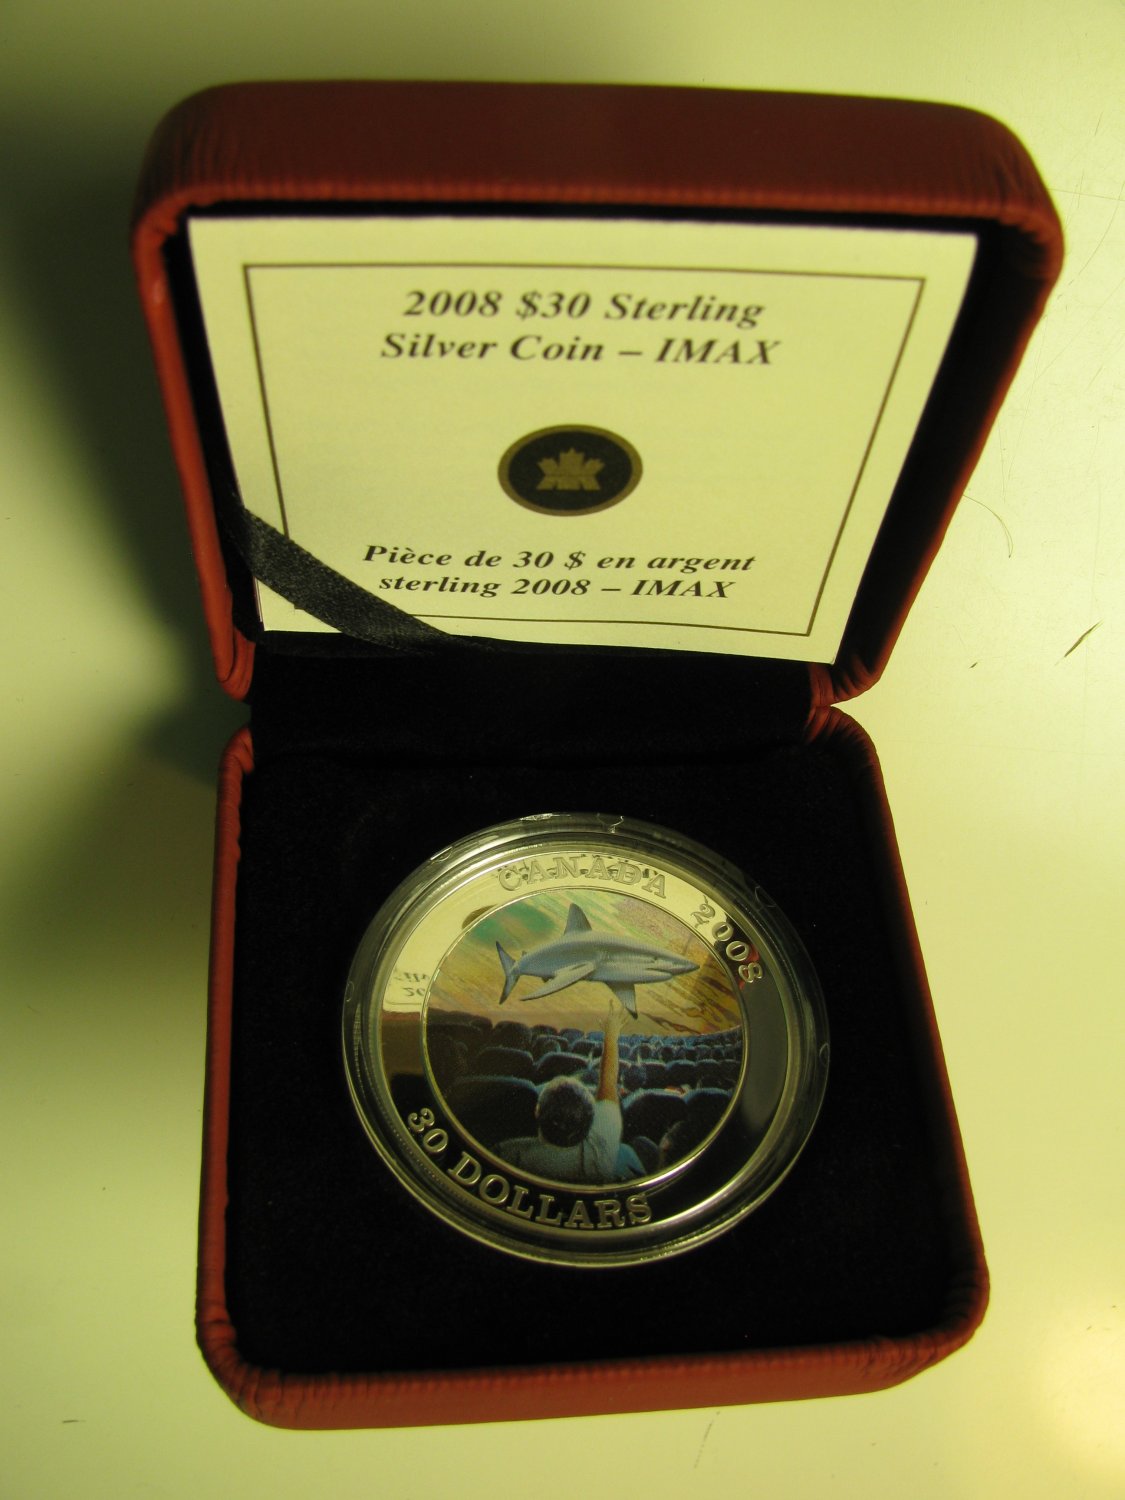 2008 $30 Sterling
Silver Coin – IMAX
Pièce de 30 $ en argent
sterling 2008 – IMAX
CANADA 2008
30 DOLLARS